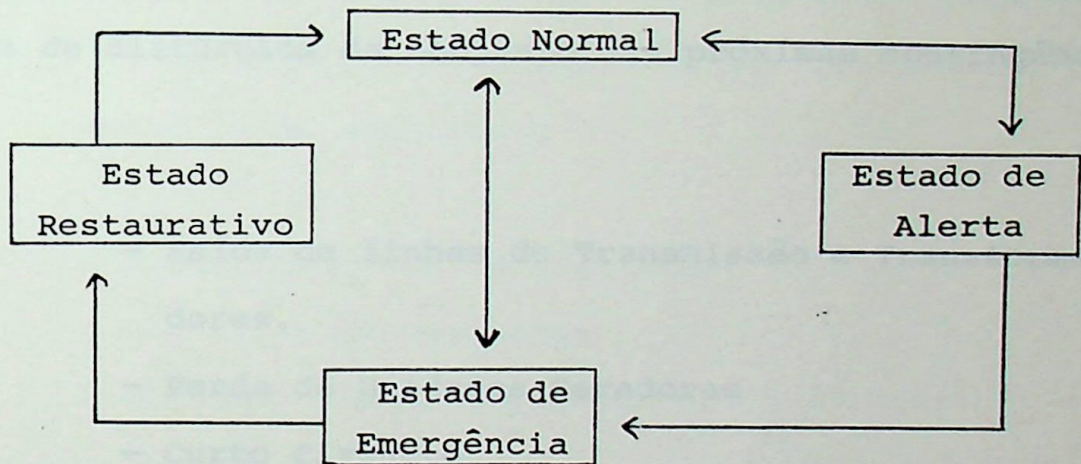 Estado Normal
Estado
Restaurativo
Estado de
Alerta
Estado de
Emergência